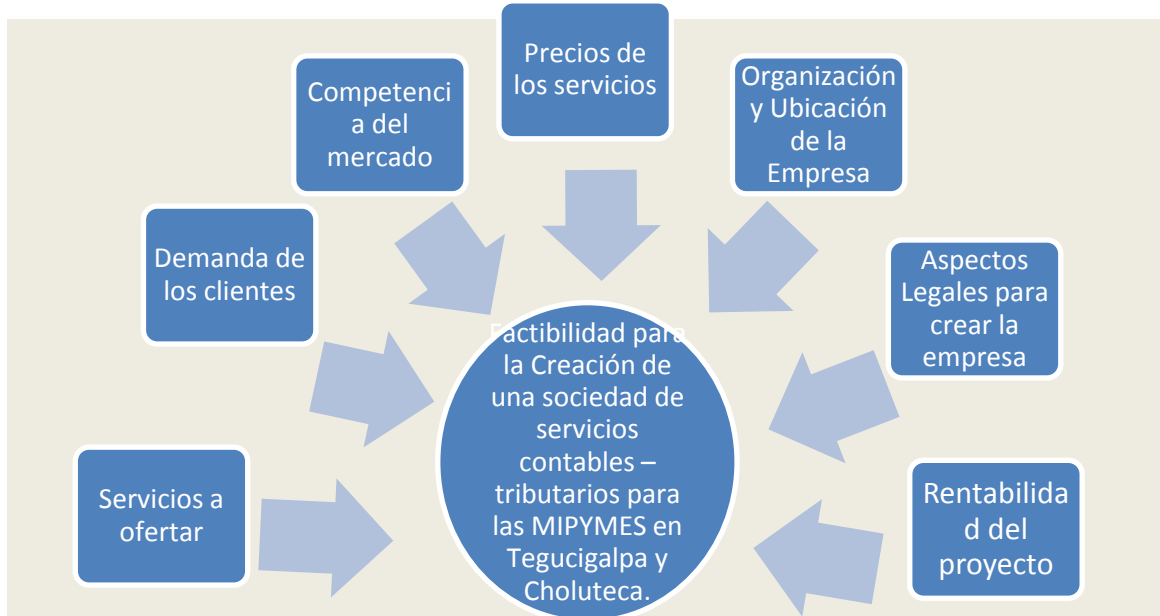 Precios de
los servicios
Competenci
a del
mercado
Organización
y Ubicación
de la
Empresa
Demanda de
los clientes
Aspectos
Legales para
crear la
empresa
Servicios a
ofertar
Rentabilida
d del
proyecto
Factibilidad para
la Creación de
una sociedad de
servicios
contables –
tributarios para
las MIPYMES en
Tegucigalpa y
Choluteca.